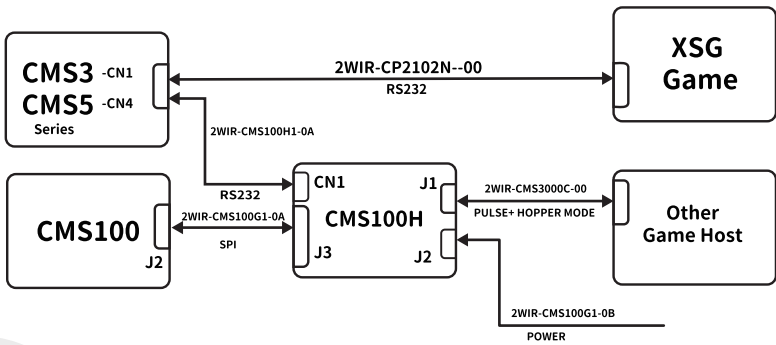 CMS3 -CN1
CMS5 -CN4
Series
2WIR-CP2102N--00
RS232
XSG
Game
2WIR-CMS100H1-0A
RS232
CMS100
J2
2WIR-CMS100G1-0A
SPI
CN1
J1
CMS100H
J3
J2
2WIR-CMS3000C-00
PULSE+ HOPPER MODE
Other
Game Host
2WIR-CMS100G1-0B
POWER